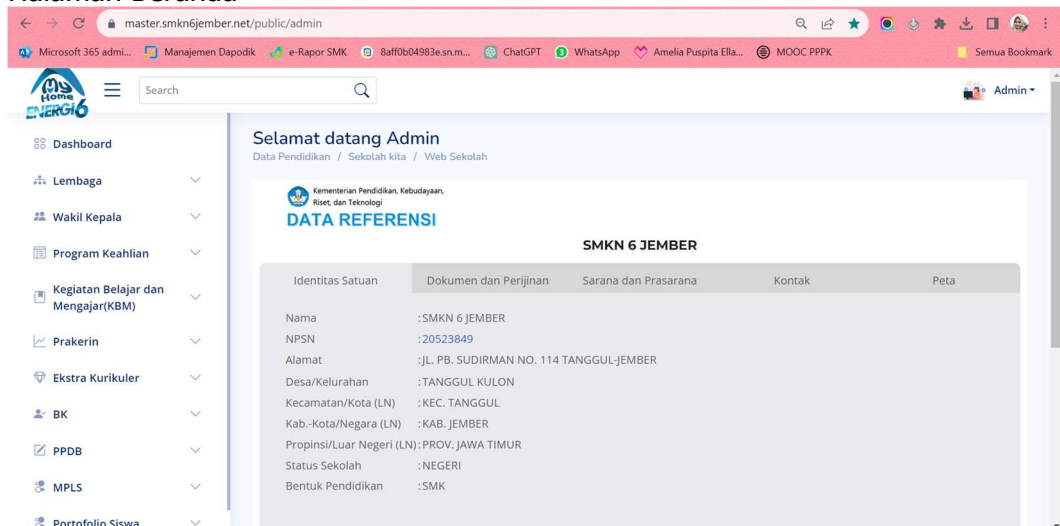 master.smkn6jember.net/public/admin
Microsoft 365 admi... Manajemen Dapodik e-Rapor SMK 8aff0b04983e.sn.m... ChatGPT WhatsApp Amelia Puspita Ella... MOOC PPPK Semua Bookmark
My
Home
ENERGI6
Search
Admin
Dashboard
Lembaga
Wakil Kepala
Program Keahlian
Kegiatan Belajar dan
Mengajar(KBM)
Prakerin
Ekstra Kurikuler
BK
PPDB
MPLS
Portofolio Siswa
Selamat datang Admin
Data Pendidikan / Sekolah kita / Web Sekolah
Kementerian Pendidikan, Kebudayaan,
Riset, dan Teknologi
DATA REFERENSI
SMKN 6 JEMBER
Identitas Satuan Dokumen dan Perijinan Sarana dan Prasarana Kontak Peta
Nama : SMKN 6 JEMBER
NPSN : 20523849
Alamat : JL. PB. SUDIRMAN NO. 114 TANGGUL-JEMBER
Desa/Kelurahan : TANGGUL KULON
Kecamatan/Kota (LN) : KEC. TANGGUL
Kab.-Kota/Negara (LN) : KAB. JEMBER
Propinsi/Luar Negeri (LN) : PROV. JAWA TIMUR
Status Sekolah : NEGERI
Bentuk Pendidikan : SMK